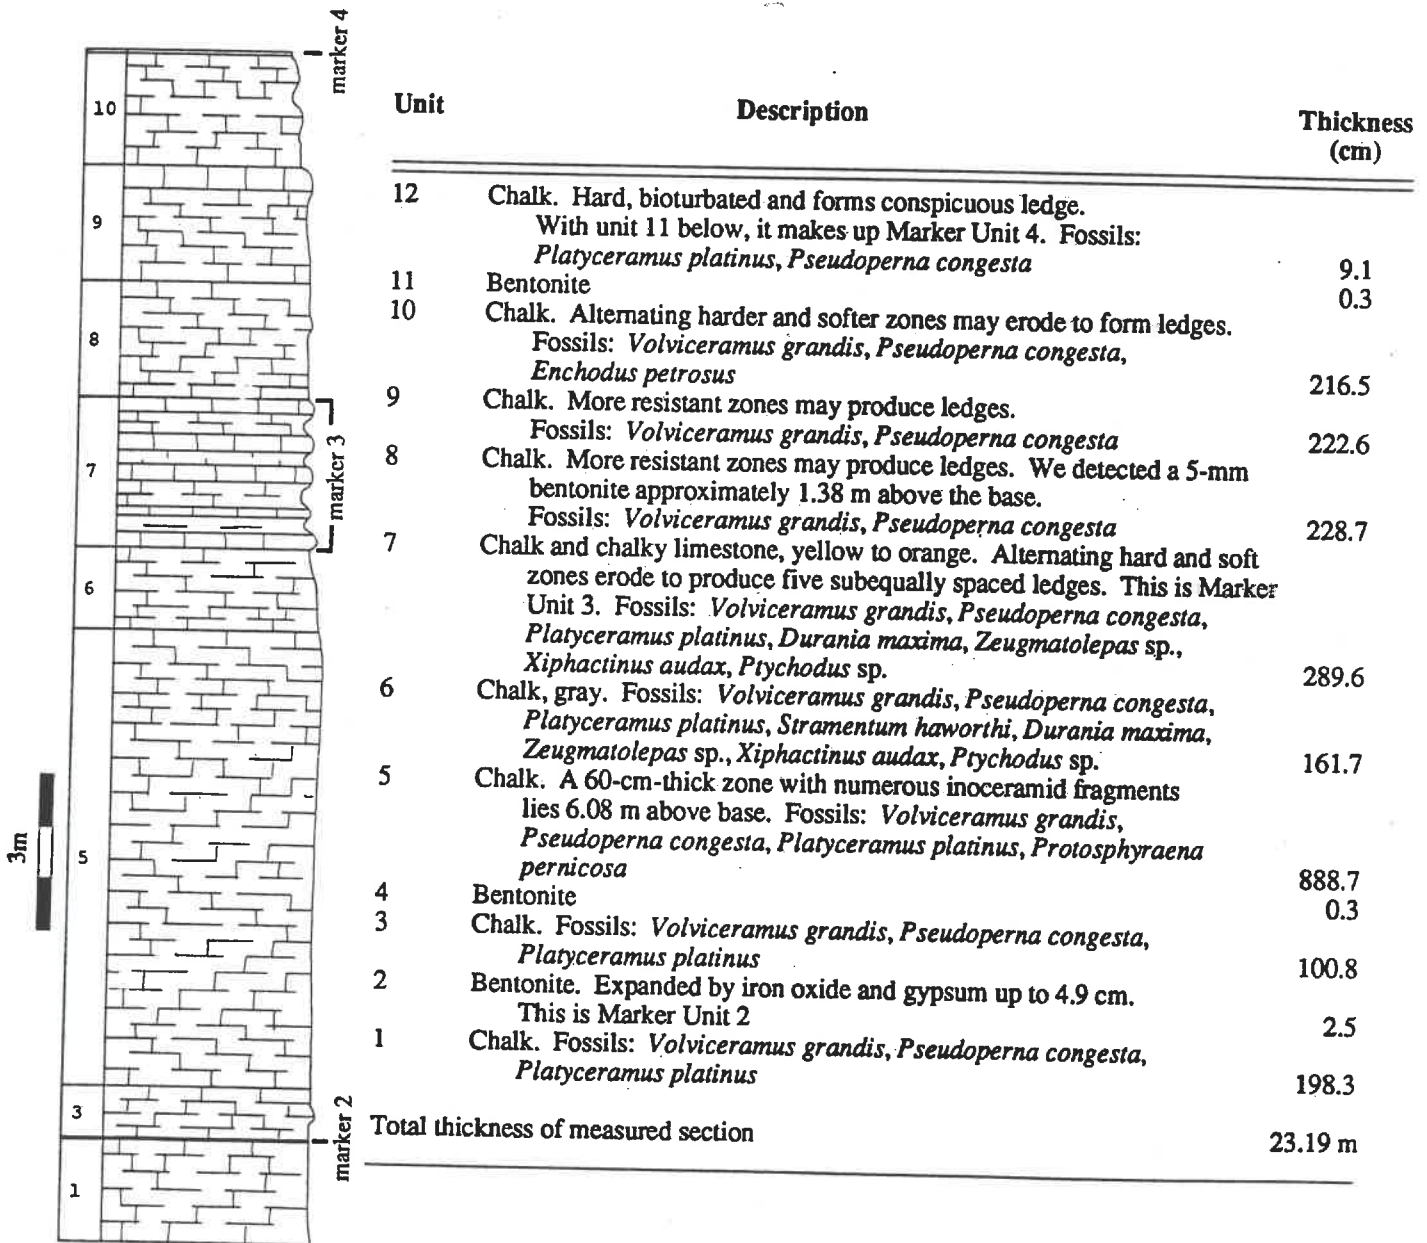 marker 4
10
9
8
7
marker 3
6
5
3m
3
marker 2
1
Unit Description Thickness
(cm)
12 Chalk. Hard, bioturbated and forms conspicuous ledge.
With unit 11 below, it makes up Marker Unit 4. Fossils:
Platyceramus platinus, Pseudoperna congesta 9.1
11 Bentonite 0.3
10 Chalk. Alternating harder and softer zones may erode to form ledges.
Fossils: Volviceramus grandis, Pseudoperna congesta,
Enchodus petrosus 216.5
9 Chalk. More resistant zones may produce ledges.
Fossils: Volviceramus grandis, Pseudoperna congesta 222.6
8 Chalk. More resistant zones may produce ledges. We detected a 5-mm
bentonite approximately 1.38 m above the base.
Fossils: Volviceramus grandis, Pseudoperna congesta 228.7
7 Chalk and chalky limestone, yellow to orange. Alternating hard and soft
zones erode to produce five subequally spaced ledges. This is Marker
Unit 3. Fossils: Volviceramus grandis, Pseudoperna congesta,
Platyceramus platinus, Durania maxima, Zeugmatolepas sp.,
Xiphactinus audax, Ptychodus sp. 289.6
6 Chalk, gray. Fossils: Volviceramus grandis, Pseudoperna congesta,
Platyceramus platinus, Stramentum haworthi, Durania maxima,
Zeugmatolepas sp., Xiphactinus audax, Ptychodus sp. 161.7
5 Chalk. A 60-cm-thick zone with numerous inoceramid fragments
lies 6.08 m above base. Fossils: Volviceramus grandis,
Pseudoperna congesta, Platyceramus platinus, Protosphyraena
pernicosa 888.7
4 Bentonite 0.3
3 Chalk. Fossils: Volviceramus grandis, Pseudoperna congesta,
Platyceramus platinus 100.8
2 Bentonite. Expanded by iron oxide and gypsum up to 4.9 cm.
This is Marker Unit 2 2.5
1 Chalk. Fossils: Volviceramus grandis, Pseudoperna congesta,
Platyceramus platinus 198.3
Total thickness of measured section 23.19 m